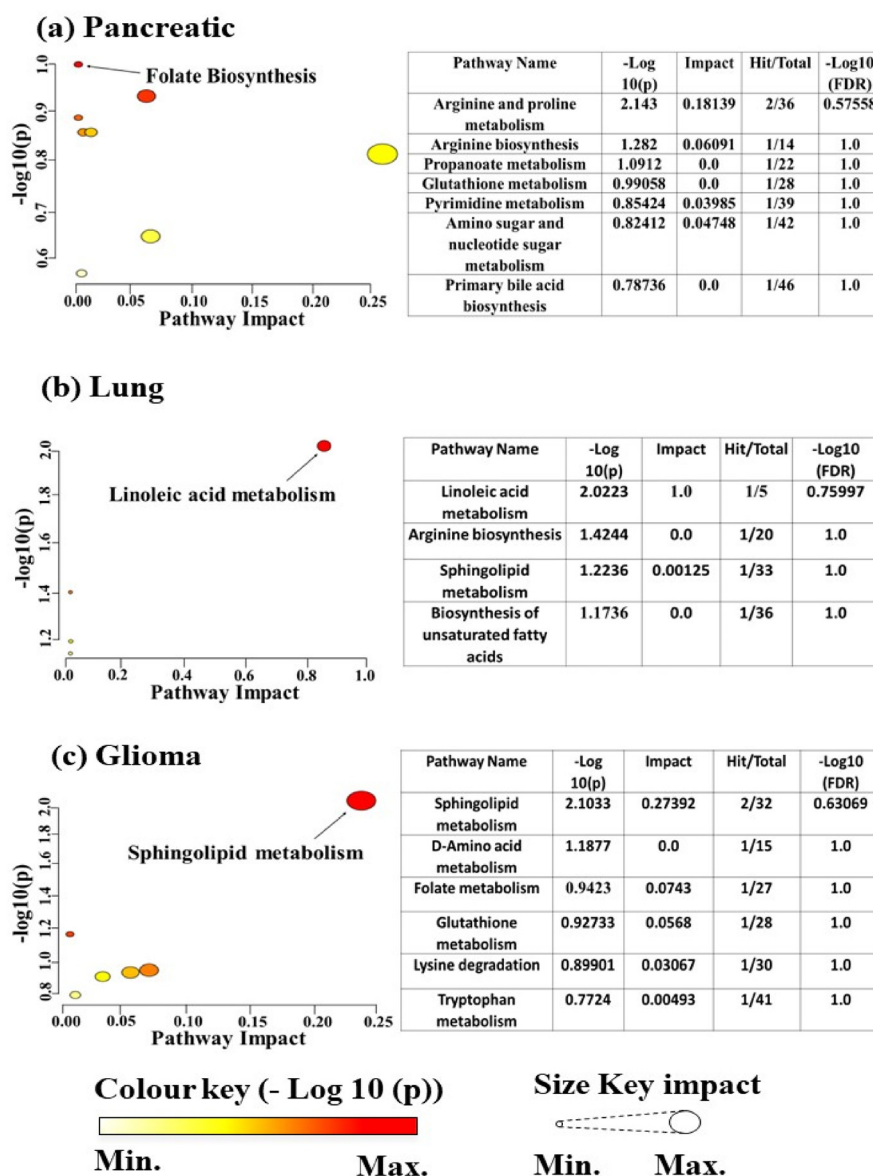 (a) Pancreatic
-log10(p)
1.0
0.9
0.8
0.7
0.6
Folate Biosynthesis
0.00 0.05 0.10 0.15 0.20 0.25
Pathway Impact
Pathway Name -Log 10(p) Impact Hit/Total -Log10 (FDR)
Arginine and proline metabolism 2.143 0.18139 2/36 0.57558
Arginine biosynthesis 1.282 0.06091 1/14 1.0
Propanoate metabolism 1.0912 0.0 1/22 1.0
Glutathione metabolism 0.99058 0.0 1/28 1.0
Pyrimidine metabolism 0.85424 0.03985 1/39 1.0
Amino sugar and nucleotide sugar metabolism 0.82412 0.04748 1/42 1.0
Primary bile acid biosynthesis 0.78736 0.0 1/46 1.0
(b) Lung
-log10(p)
2.0
1.8
1.6
1.4
1.2
Linoleic acid metabolism
0.0 0.2 0.4 0.6 0.8 1.0
Pathway Impact
Pathway Name -Log 10(p) Impact Hit/Total -Log10 (FDR)
Linoleic acid metabolism 2.0223 1.0 1/5 0.75997
Arginine biosynthesis 1.4244 0.0 1/20 1.0
Sphingolipid metabolism 1.2236 0.00125 1/33 1.0
Biosynthesis of unsaturated fatty acids 1.1736 0.0 1/36 1.0
(c) Glioma
-log10(p)
2.0
1.8
1.6
1.4
1.2
1.0
0.8
Sphingolipid metabolism
0.00 0.05 0.10 0.15 0.20 0.25
Pathway Impact
Pathway Name -Log 10(p) Impact Hit/Total -Log10 (FDR)
Sphingolipid metabolism 2.1033 0.27392 2/32 0.63069
D-Amino acid metabolism 1.1877 0.0 1/15 1.0
Folate metabolism 0.9423 0.0743 1/27 1.0
Glutathione metabolism 0.92733 0.0568 1/28 1.0
Lysine degradation 0.89901 0.03067 1/30 1.0
Tryptophan metabolism 0.7724 0.00493 1/41 1.0
Colour key (- Log 10 (p))
Min. Max.
Size Key impact
Min. Max.